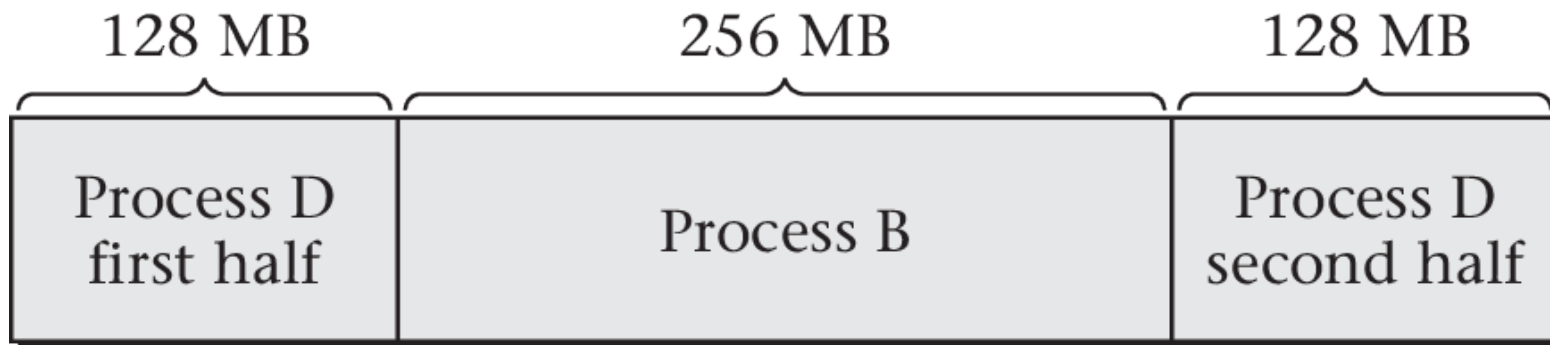 128 MB
256 MB
128 MB
Process D
first half
Process B
Process D
second half